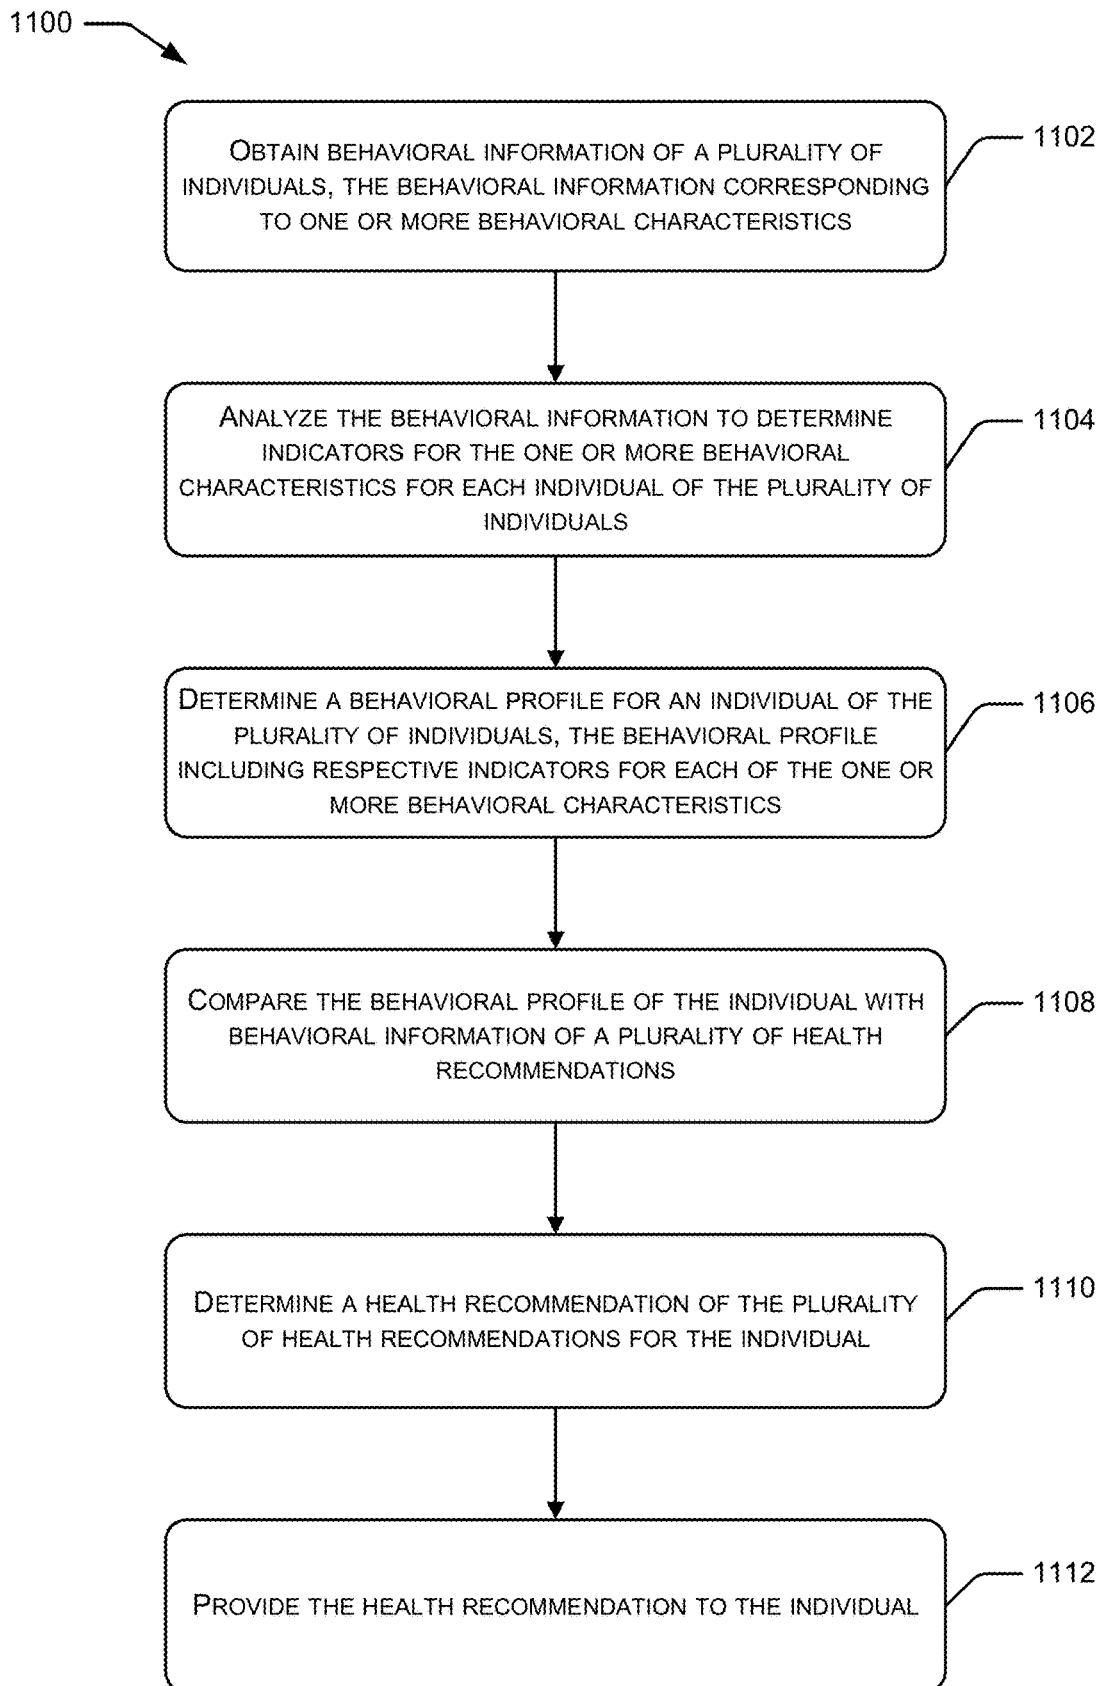 1100
OBTAIN BEHAVIORAL INFORMATION OF A PLURALITY OF
INDIVIDUALS, THE BEHAVIORAL INFORMATION CORRESPONDING
TO ONE OR MORE BEHAVIORAL CHARACTERISTICS
1102
ANALYZE THE BEHAVIORAL INFORMATION TO DETERMINE
INDICATORS FOR THE ONE OR MORE BEHAVIORAL
CHARACTERISTICS FOR EACH INDIVIDUAL OF THE PLURALITY OF
INDIVIDUALS
1104
DETERMINE A BEHAVIORAL PROFILE FOR AN INDIVIDUAL OF THE
PLURALITY OF INDIVIDUALS, THE BEHAVIORAL PROFILE
INCLUDING RESPECTIVE INDICATORS FOR EACH OF THE ONE OR
MORE BEHAVIORAL CHARACTERISTICS
1106
COMPARE THE BEHAVIORAL PROFILE OF THE INDIVIDUAL WITH
BEHAVIORAL INFORMATION OF A PLURALITY OF HEALTH
RECOMMENDATIONS
1108
DETERMINE A HEALTH RECOMMENDATION OF THE PLURALITY
OF HEALTH RECOMMENDATIONS FOR THE INDIVIDUAL
1110
PROVIDE THE HEALTH RECOMMENDATION TO THE INDIVIDUAL
1112